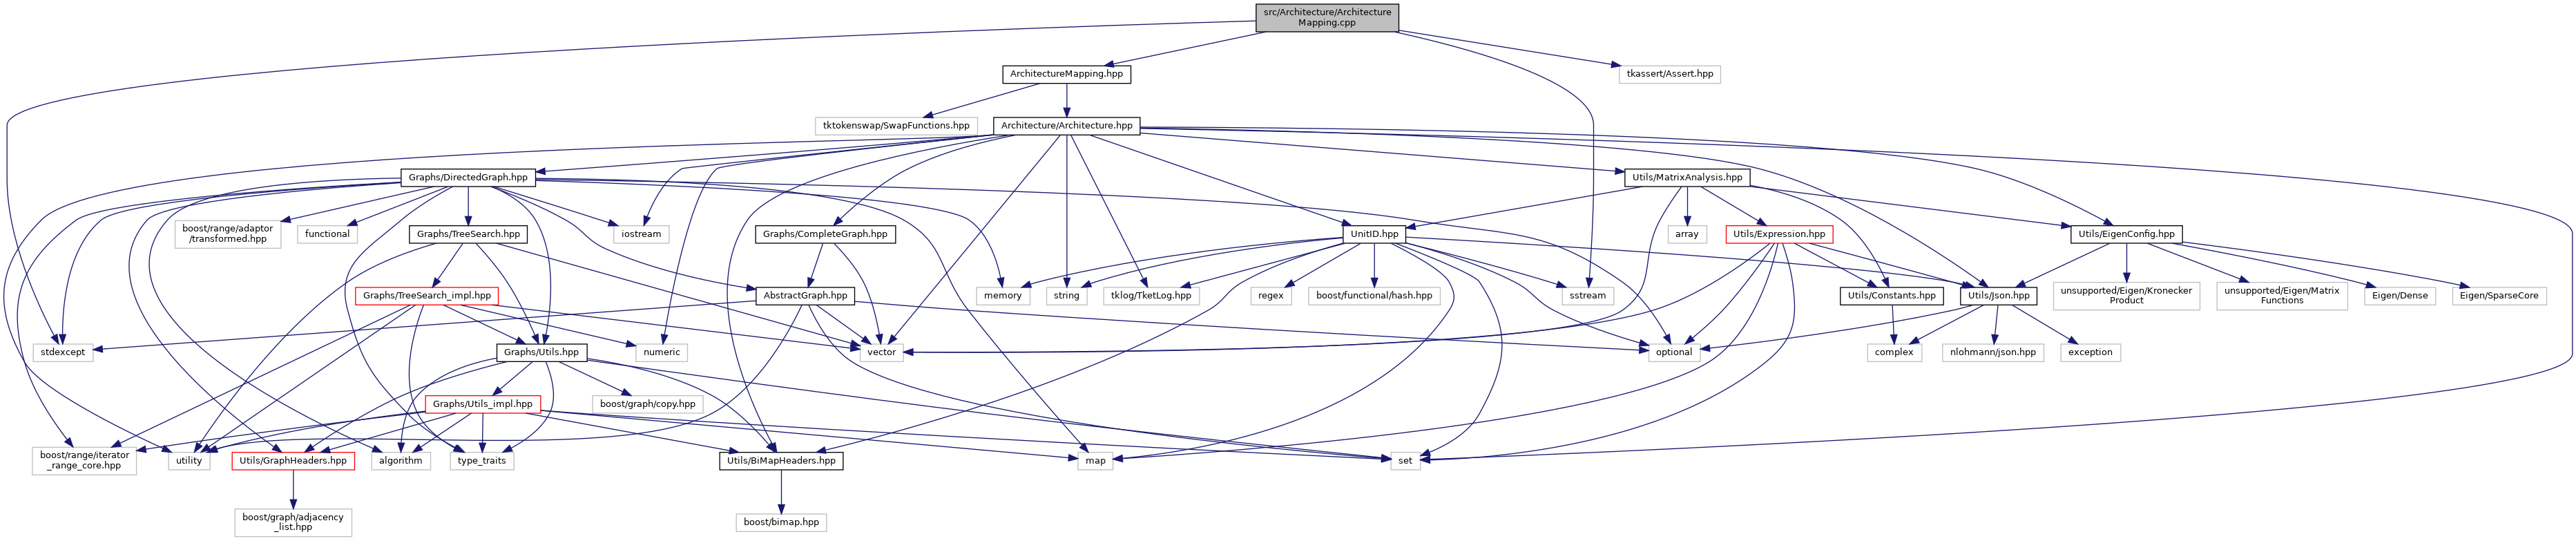 src/Architecture/Architecture
Mapping.cpp
ArchitectureMapping.hpp
tkassert/Assert.hpp
tktokenswap/SwapFunctions.hpp
Architecture/Architecture.hpp
Graphs/DirectedGraph.hpp
Utils/MatrixAnalysis.hpp
boost/range/adaptor
/transformed.hpp
functional
Graphs/TreeSearch.hpp
iostream
Graphs/CompleteGraph.hpp
UnitID.hpp
array
Utils/Expression.hpp
Utils/EigenConfig.hpp
Graphs/TreeSearch_impl.hpp
AbstractGraph.hpp
memory
string
tklog/TketLog.hpp
regex
boost/functional/hash.hpp
sstream
Utils/Constants.hpp
Utils/Json.hpp
unsupported/Eigen/Kronecker
Product
unsupported/Eigen/Matrix
Functions
Eigen/Dense
Eigen/SparseCore
stdexcept
Graphs/Utils.hpp
numeric
vector
optional
complex
nlohmann/json.hpp
exception
Graphs/Utils_impl.hpp
boost/graph/copy.hpp
boost/range/iterator
_range_core.hpp
utility
Utils/GraphHeaders.hpp
algorithm
type_traits
Utils/BiMapHeaders.hpp
map
set
boost/graph/adjacency
_list.hpp
boost/bimap.hpp